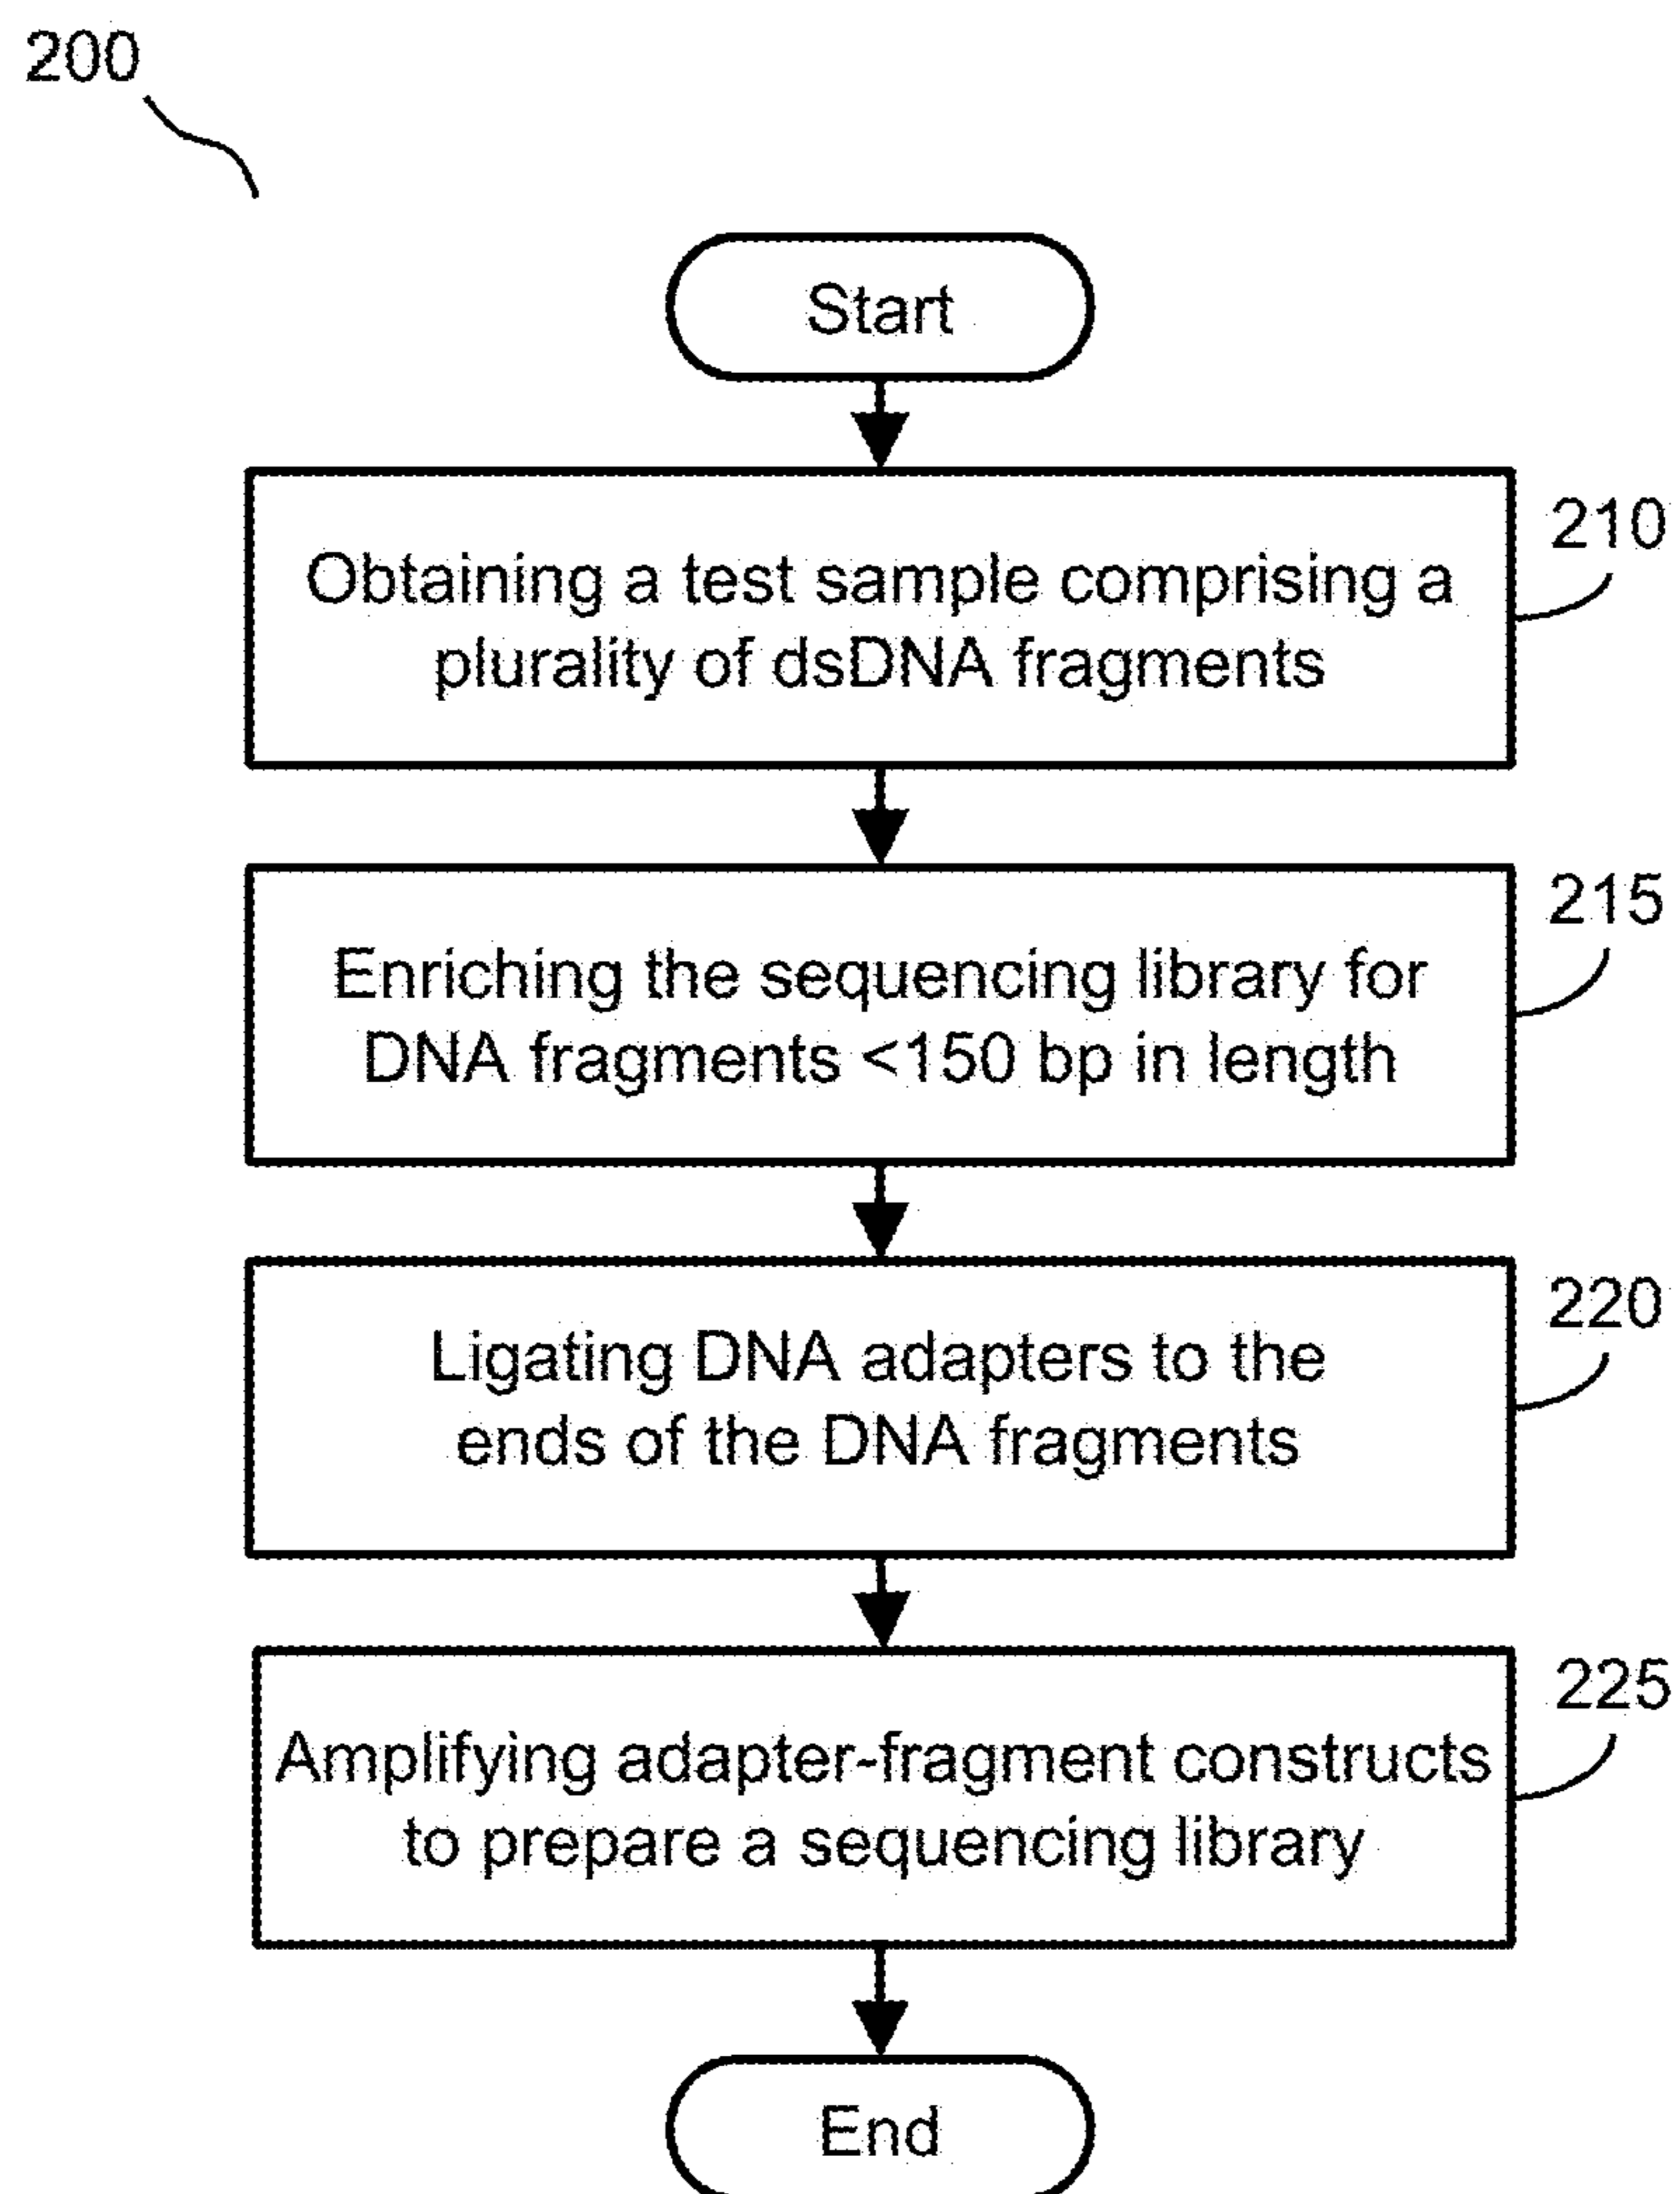 200
Start
210
Obtaining a test sample comprising a
plurality of dsDNA fragments
215
Enriching the sequencing library for
DNA fragments <150 bp in length
220
Ligating DNA adapters to the
ends of the DNA fragments
225
Amplifying adapter-fragment constructs
to prepare a sequencing library
End